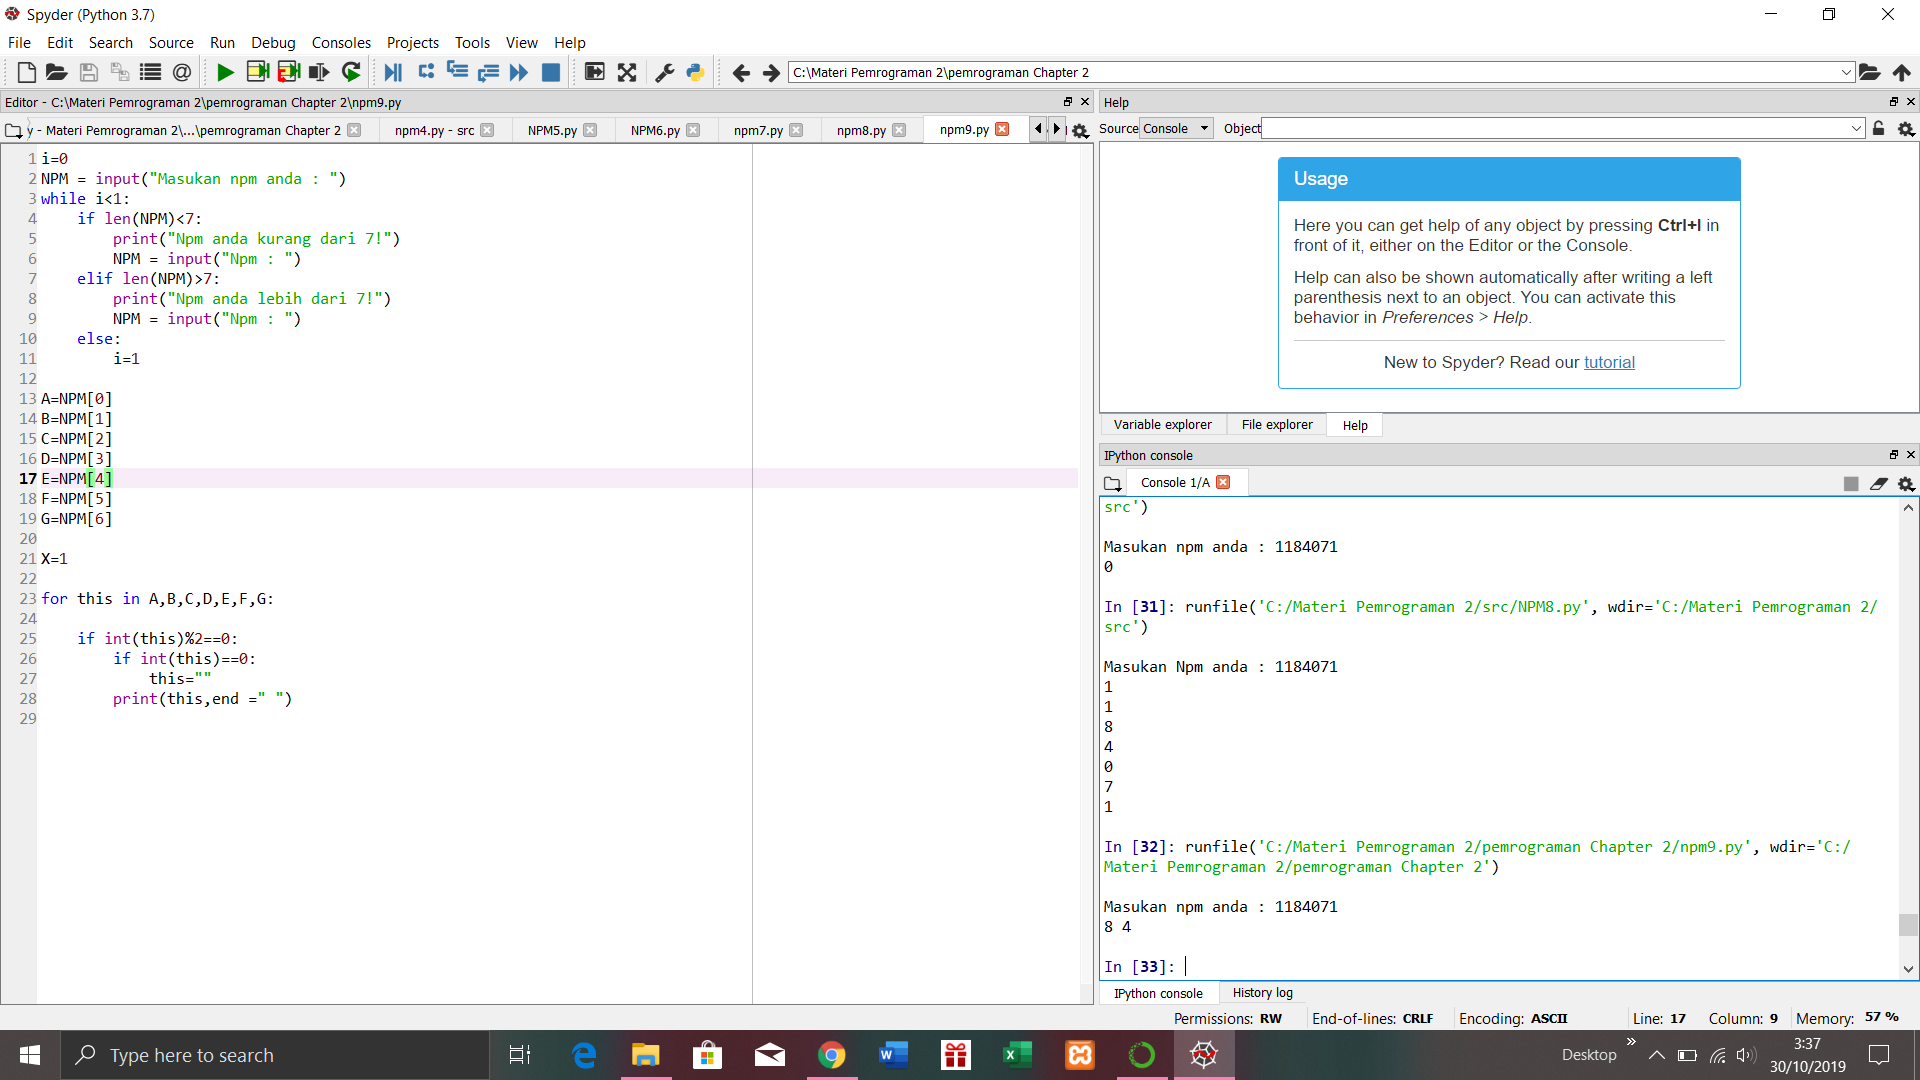 Spyder (Python 3.7)
File Edit Search Source Run Debug Consoles Projects Tools View Help
C:\Materi Pemrograman 2\pemrograman Chapter 2
Editor - C:\Materi Pemrograman 2\pemrograman Chapter 2\npm9.py
y - Materi Pemrograman 2\...\pemrograman Chapter 2 npm4.py - src NPM5.py NPM6.py npm7.py npm8.py npm9.py
1 i=0
2 NPM = input("Masukan npm anda : ")
3 while i<1:
4     if len(NPM)<7:
5         print("Npm anda kurang dari 7!")
6         NPM = input("Npm : ")
7     elif len(NPM)>7:
8         print("Npm anda lebih dari 7!")
9         NPM = input("Npm : ")
10     else:
11         i=1
12
13 A=NPM[0]
14 B=NPM[1]
15 C=NPM[2]
16 D=NPM[3]
17 E=NPM[4]
18 F=NPM[5]
19 G=NPM[6]
20
21 X=1
22
23 for this in A,B,C,D,E,F,G:
24
25     if int(this)%2==0:
26         if int(this)==0:
27             this=""
28         print(this,end =" ")
29
Help
Source Console Object
Usage
Here you can get help of any object by pressing Ctrl+I in
front of it, either on the Editor or the Console.
Help can also be shown automatically after writing a left
parenthesis next to an object. You can activate this
behavior in Preferences > Help.
New to Spyder? Read our tutorial
Variable explorer File explorer Help
IPython console
Console 1/A
src')
Masukan npm anda : 1184071
0
In [31]: runfile('C:/Materi Pemrograman 2/src/NPM8.py', wdir='C:/Materi Pemrograman 2/
src')
Masukan Npm anda : 1184071
1
1
8
4
0
7
1
In [32]: runfile('C:/Materi Pemrograman 2/pemrograman Chapter 2/npm9.py', wdir='C:/
Materi Pemrograman 2/pemrograman Chapter 2')
Masukan npm anda : 1184071
8 4
In [33]:
IPython console History log
Permissions: RW End-of-lines: CRLF Encoding: ASCII Line: 17 Column: 9 Memory: 57 %
Type here to search
Desktop
3:37
30/10/2019